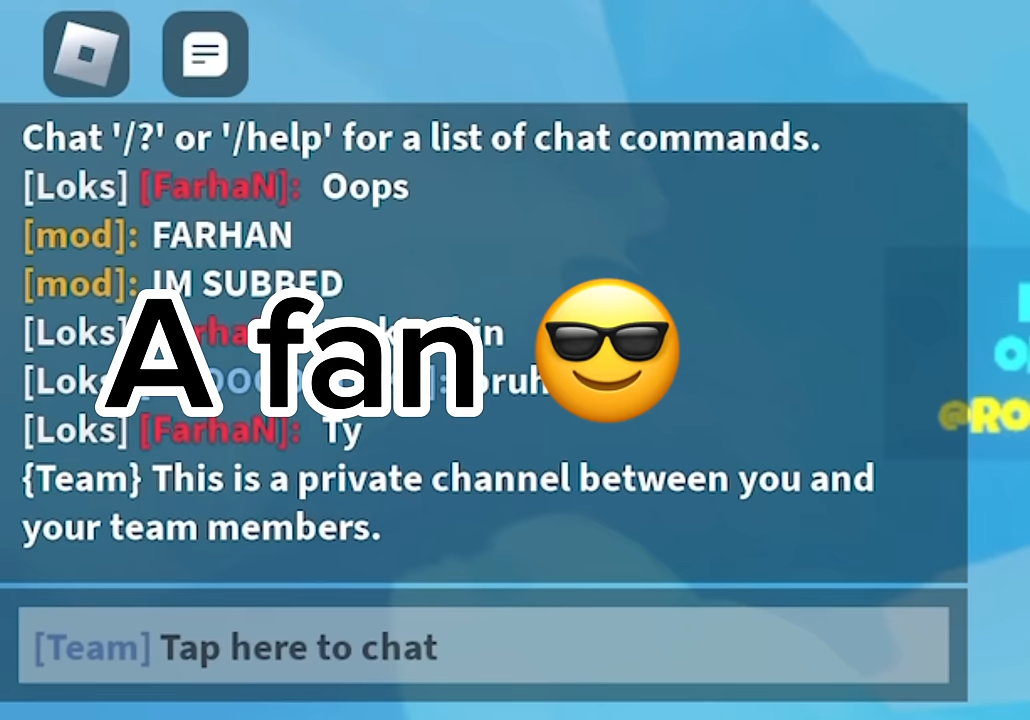 Chat '/?' or '/help' for a list of chat commands.
[Loks] [FarhaN]: Oops
[mod]: FARHAN
[mod]: IM SUBBED
[Loks]
A fan 😎
[Loks]
[Loks] [FarhaN]: Ty
{Team} This is a private channel between you and
your team members.
@RO
[Team] Tap here to chat